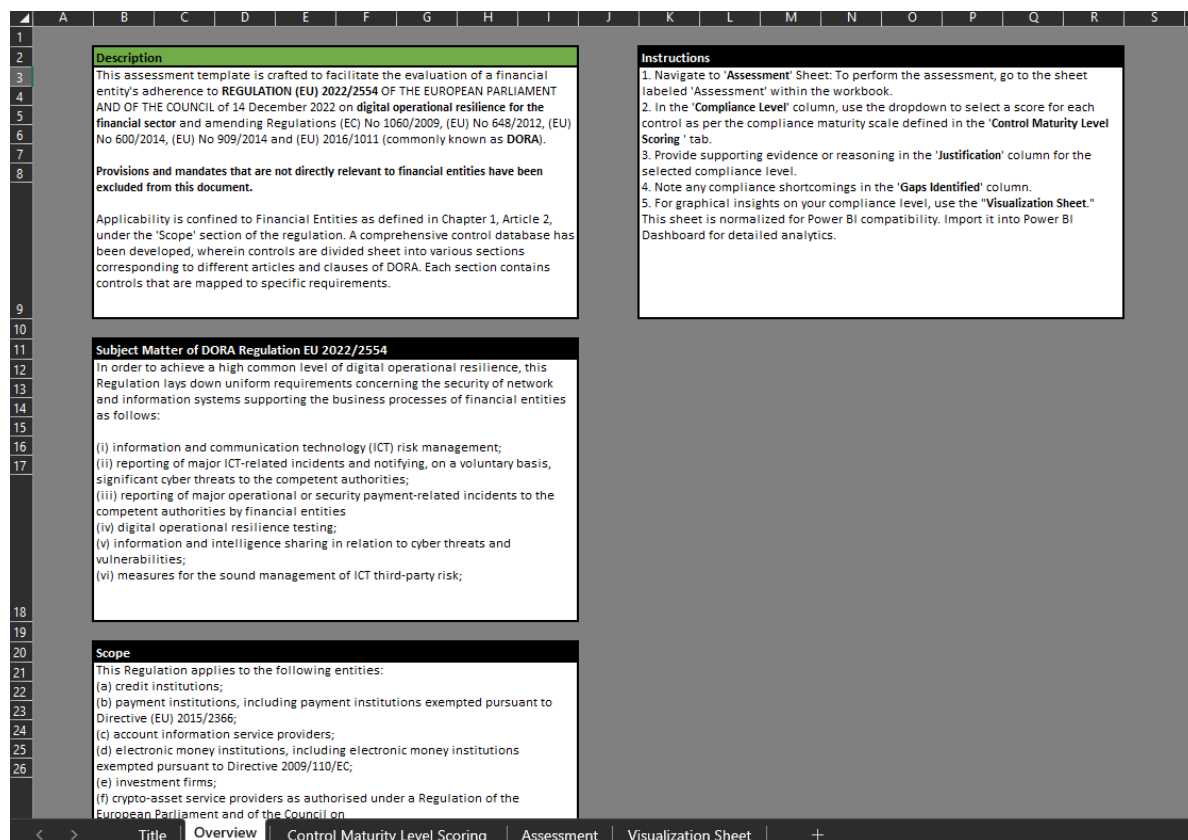 A B C D E F G H I J K L M N O P Q R S
1
2
3
4
5
6
7
8
9
10
11
12
13
14
15
16
17
18
19
20
21
22
23
24
25
26
Description
This assessment template is crafted to facilitate the evaluation of a financial
entity's adherence to REGULATION (EU) 2022/2554 OF THE EUROPEAN PARLIAMENT
AND OF THE COUNCIL of 14 December 2022 on digital operational resilience for the
financial sector and amending Regulations (EC) No 1060/2009, (EU) No 648/2012, (EU)
No 600/2014, (EU) No 909/2014 and (EU) 2016/1011 (commonly known as DORA).
Provisions and mandates that are not directly relevant to financial entities have been
excluded from this document.
Applicability is confined to Financial Entities as defined in Chapter 1, Article 2,
under the 'Scope' section of the regulation. A comprehensive control database has
been developed, wherein controls are divided sheet into various sections
corresponding to different articles and clauses of DORA. Each section contains
controls that are mapped to specific requirements.
Instructions
1. Navigate to 'Assessment' Sheet: To perform the assessment, go to the sheet
labeled 'Assessment' within the workbook.
2. In the 'Compliance Level' column, use the dropdown to select a score for each
control as per the compliance maturity scale defined in the 'Control Maturity Level
Scoring ' tab.
3. Provide supporting evidence or reasoning in the 'Justification' column for the
selected compliance level.
4. Note any compliance shortcomings in the 'Gaps Identified' column.
5. For graphical insights on your compliance level, use the "Visualization Sheet."
This sheet is normalized for Power BI compatibility. Import it into Power BI
Dashboard for detailed analytics.
Subject Matter of DORA Regulation EU 2022/2554
In order to achieve a high common level of digital operational resilience, this
Regulation lays down uniform requirements concerning the security of network
and information systems supporting the business processes of financial entities
as follows:
(i) information and communication technology (ICT) risk management;
(ii) reporting of major ICT-related incidents and notifying, on a voluntary basis,
significant cyber threats to the competent authorities;
(iii) reporting of major operational or security payment-related incidents to the
competent authorities by financial entities
(iv) digital operational resilience testing;
(v) information and intelligence sharing in relation to cyber threats and
vulnerabilities;
(vi) measures for the sound management of ICT third-party risk;
Scope
This Regulation applies to the following entities:
(a) credit institutions;
(b) payment institutions, including payment institutions exempted pursuant to
Directive (EU) 2015/2366;
(c) account information service providers;
(d) electronic money institutions, including electronic money institutions
exempted pursuant to Directive 2009/110/EC;
(e) investment firms;
(f) crypto-asset service providers as authorised under a Regulation of the
European Parliament and of the Council on
Title Overview Control Maturity Level Scoring Assessment Visualization Sheet